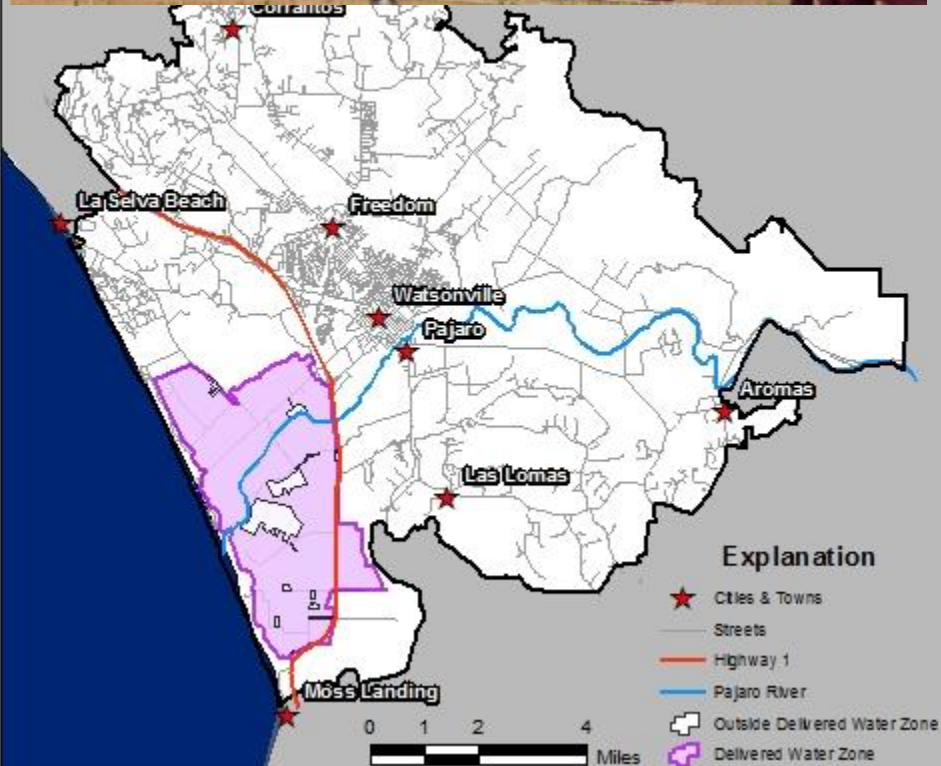 Corralitos
La Selva Beach
Freedom
Watsonville
Pajaro
Aromas
Las Lomas
Moss Landing
Explanation
Cities & Towns
Streets
Highway 1
Pajaro River
Outside Delivered Water Zone
Delivered Water Zone
0 1 2 4
Miles